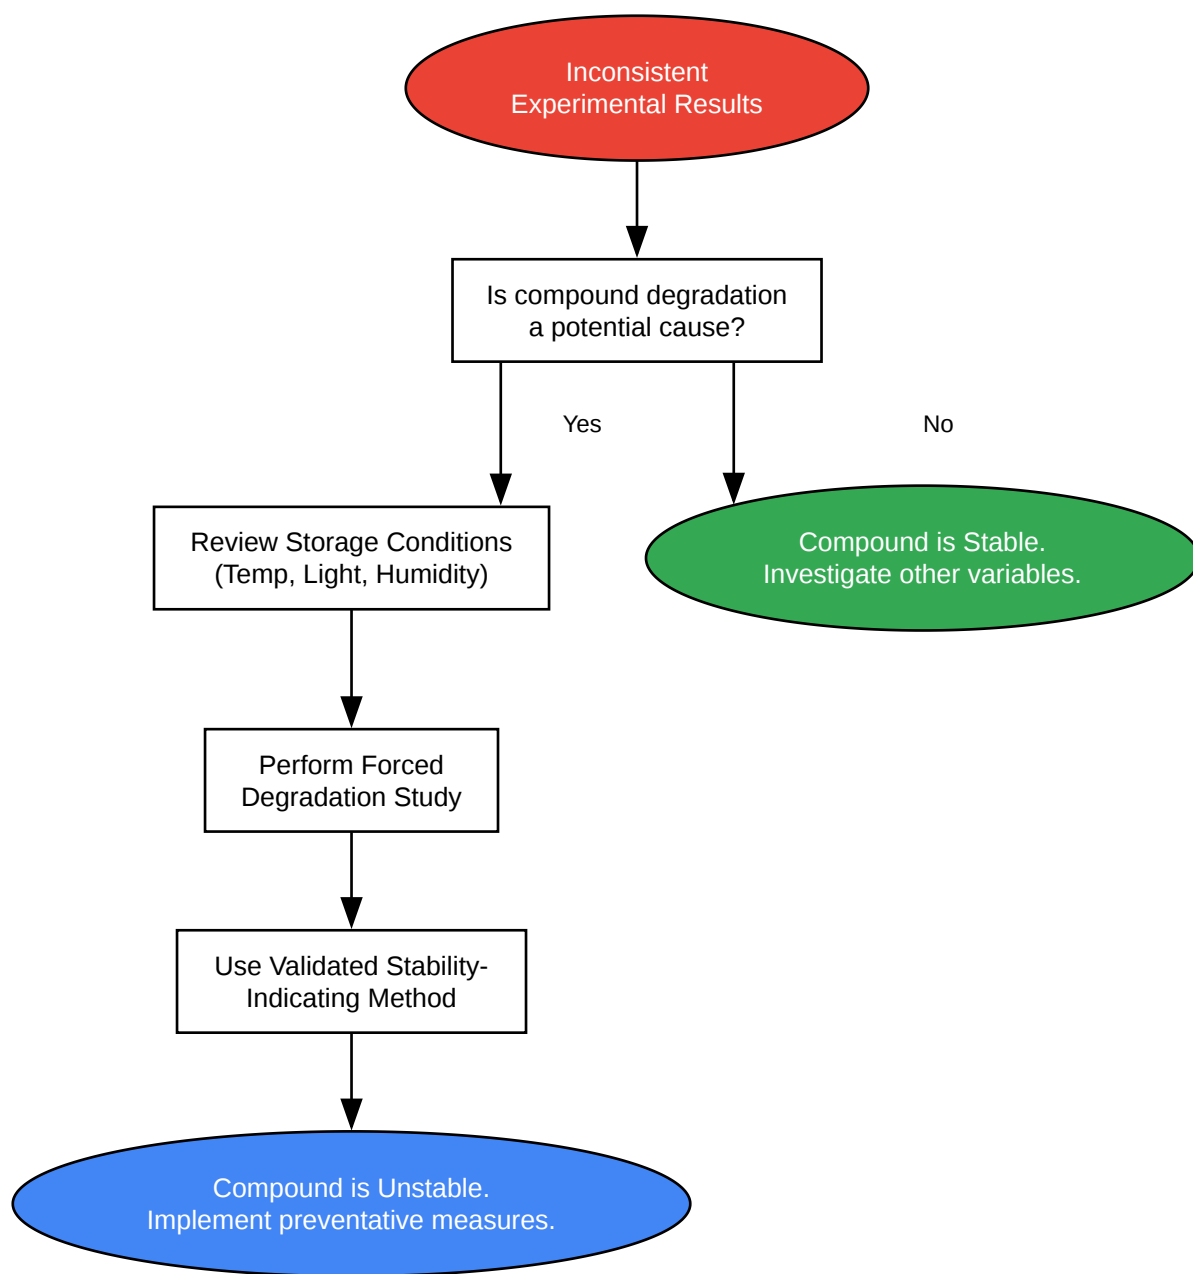 Inconsistent
Experimental Results
Is compound degradation
a potential cause?
Yes
No
Review Storage Conditions
(Temp, Light, Humidity)
Compound is Stable.
Investigate other variables.
Perform Forced
Degradation Study
Use Validated Stability-
Indicating Method
Compound is Unstable.
Implement preventative measures.